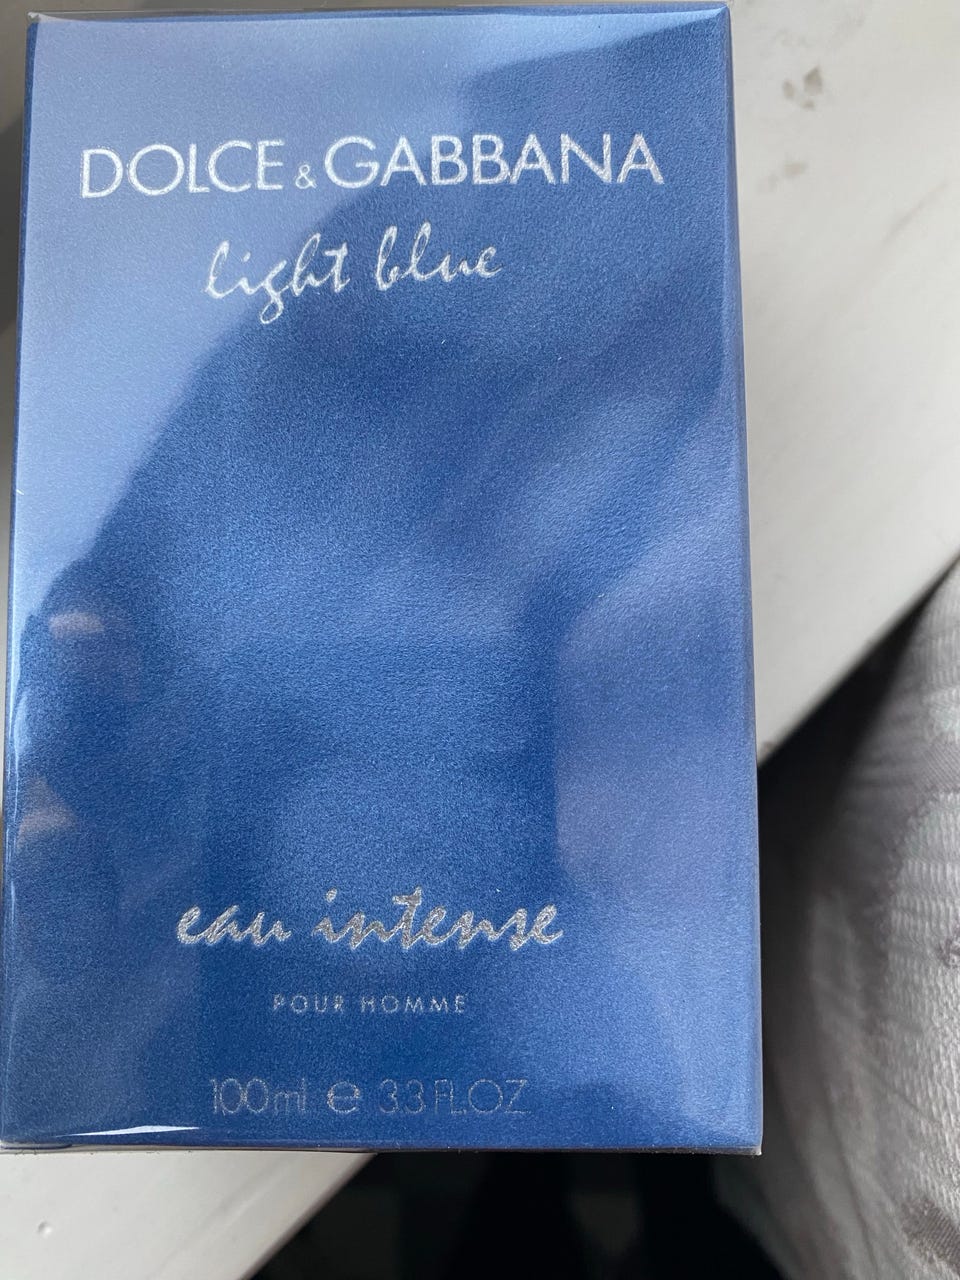 DOLCE & GABBANA
light blue
eau intense
POUR HOMME
100ml e 3.3 FL.OZ